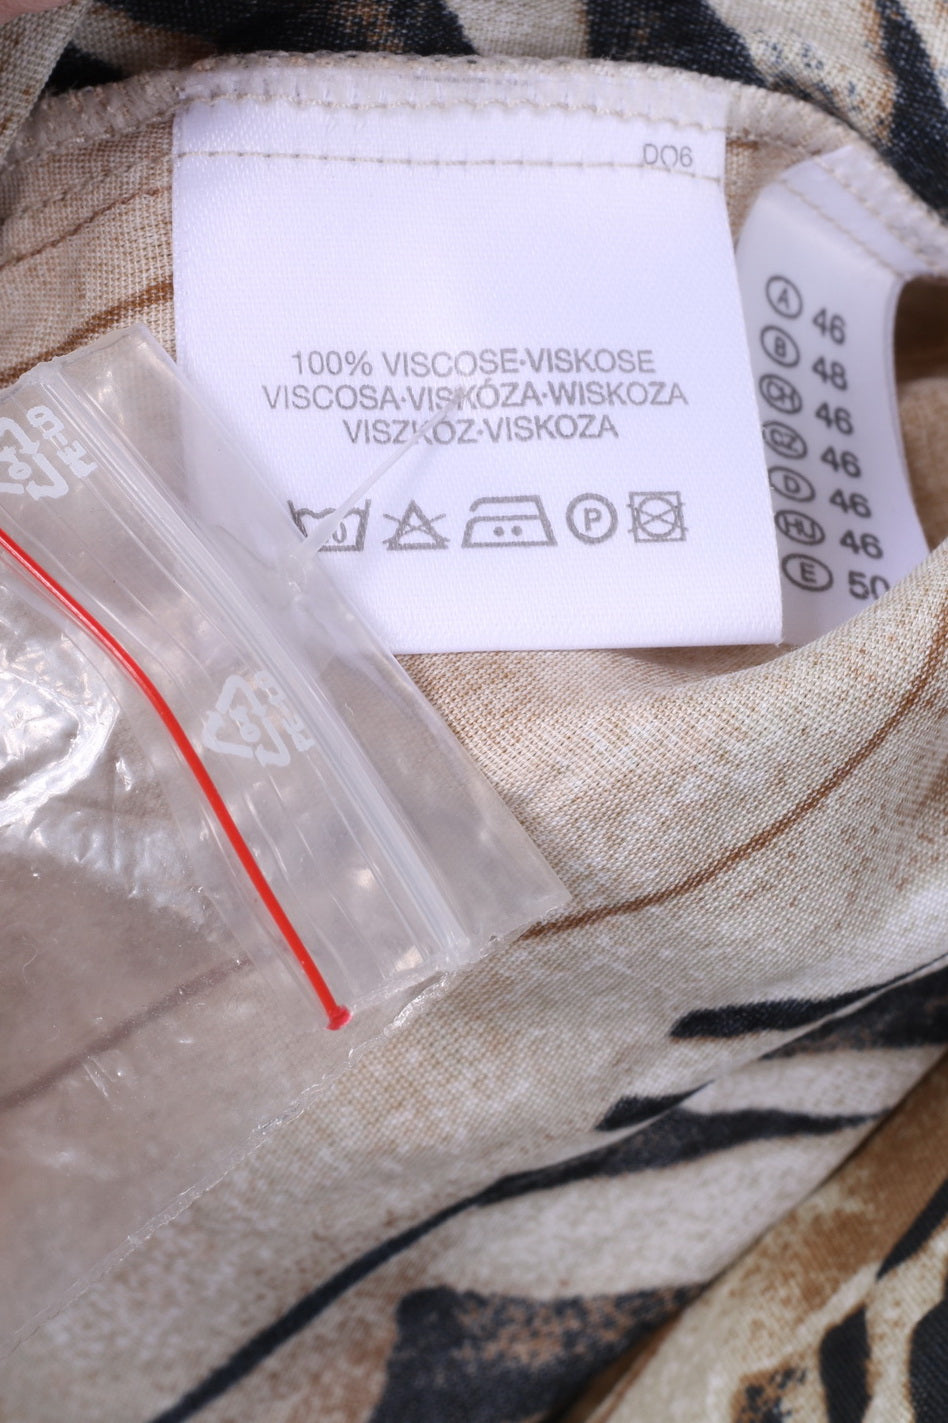 DO6
100% VISCOSE·VISKOSE
VISCOSA·VISKÓZA·WISKOZA
VISZKÓZ·VISKOZA
P
A 46
B 48
CH 46
CZ 46
D 46
HU 46
E 50